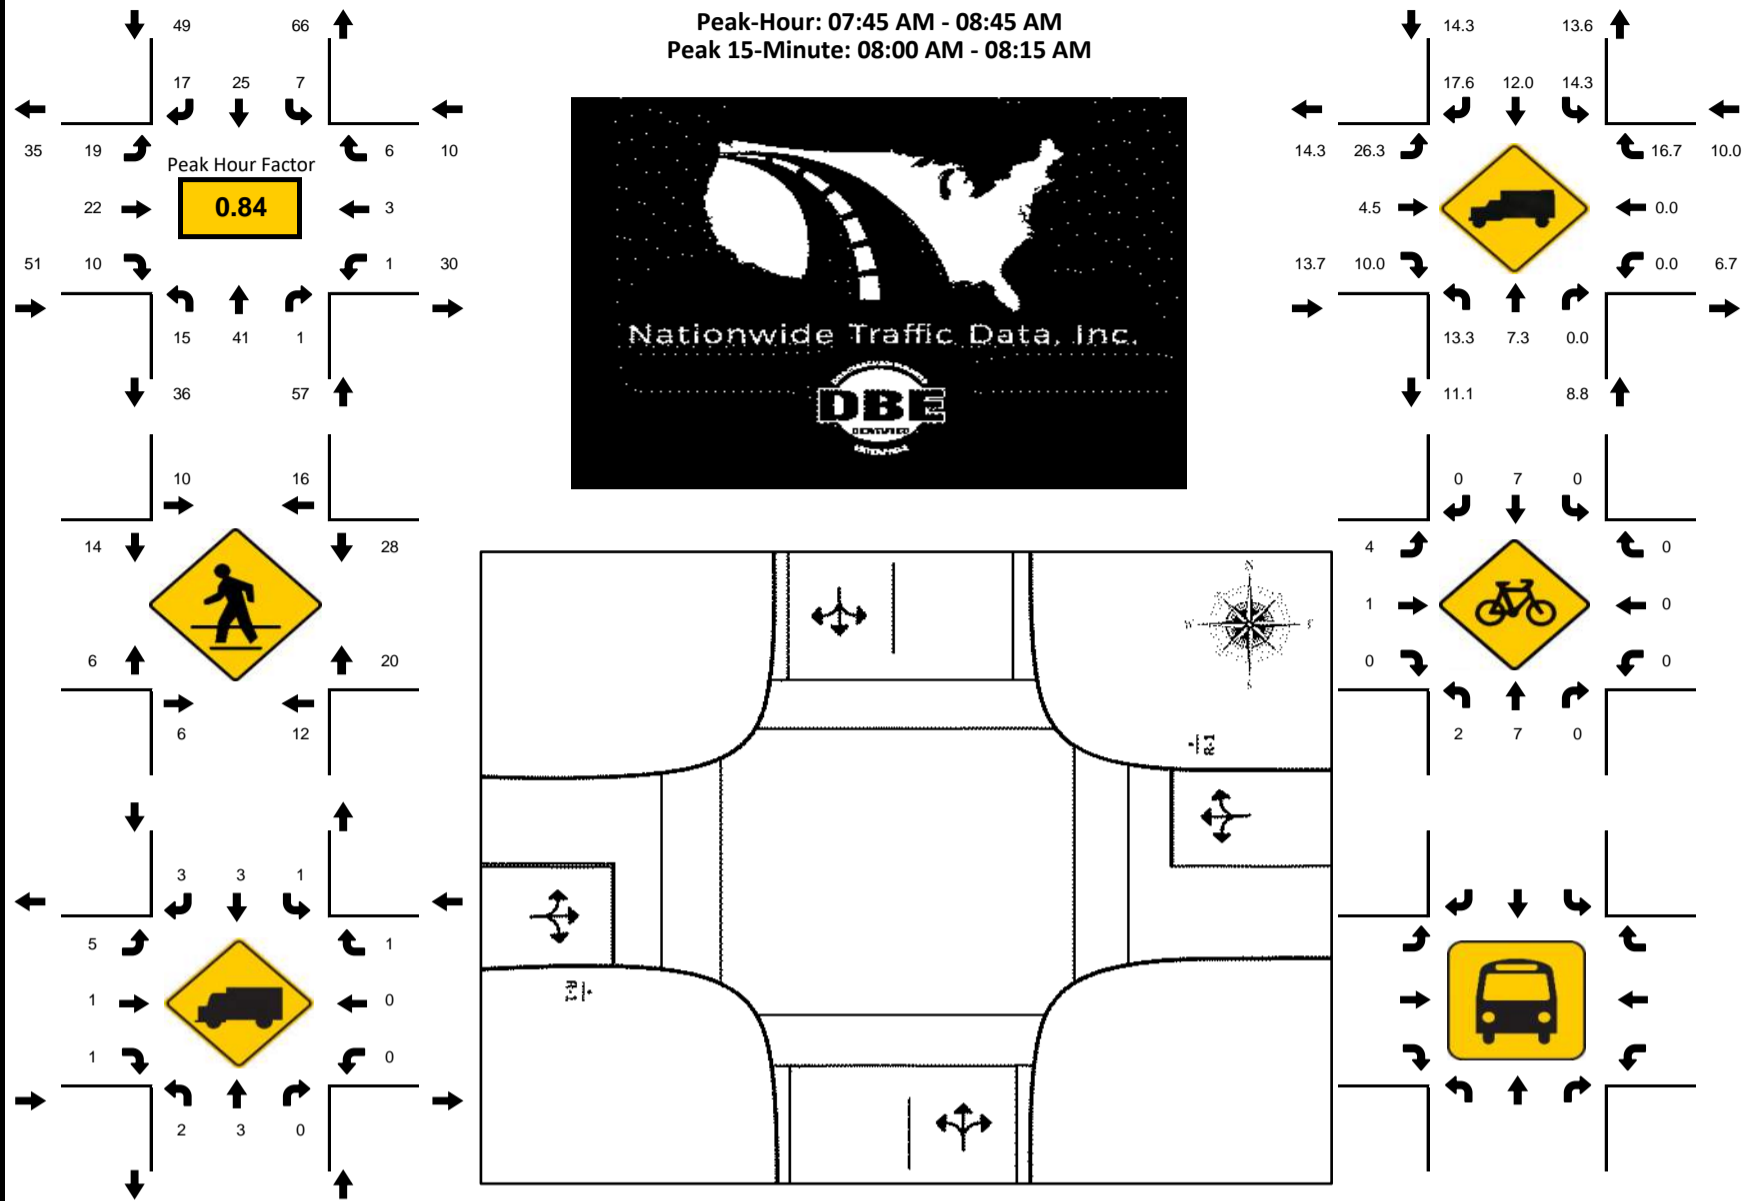 Peak-Hour: 07:45 AM - 08:45 AM
Peak 15-Minute: 08:00 AM - 08:15 AM
49 66
17 25 7
35 19 6 10
Peak Hour Factor
0.84
22 3
51 10 1 30
15 41 1
36 57
Nationwide Traffic Data, Inc.
DBE
14.3 13.6
17.6 12.0 14.3
14.3 26.3 16.7 10.0
4.5 0.0
13.7 10.0 0.0 6.7
13.3 7.3 0.0
11.1 8.8
10 16
14 28
6 20
6 12
0 7 0
4 0
1 0
0 0
2 7 0
N
W
S
R-1
R-1
3 3 1
5 1
1 0
1 0
2 3 0